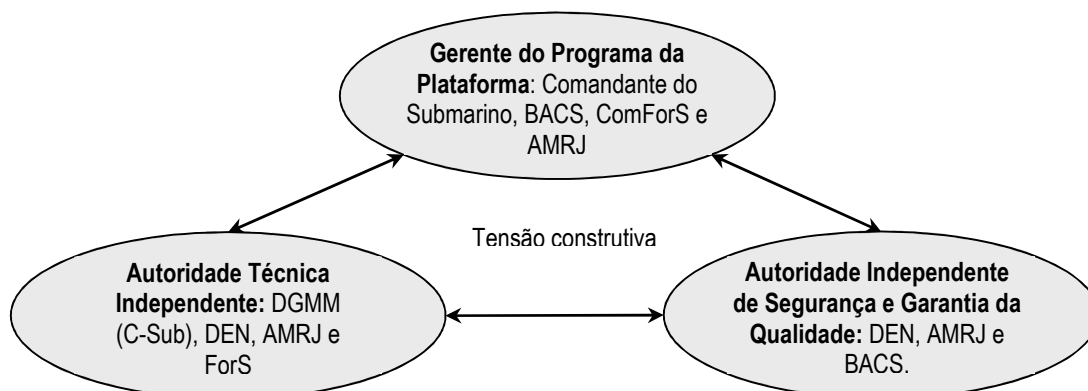 Gerente do Programa da
Plataforma: Comandante do
Submarino, BACS, ComForS e
AMRJ
Tensão construtiva
Autoridade Técnica
Independente: DGMM
(C-Sub), DEN, AMRJ e
ForS
Autoridade Independente
de Segurança e Garantia da
Qualidade: DEN, AMRJ e
BACS.